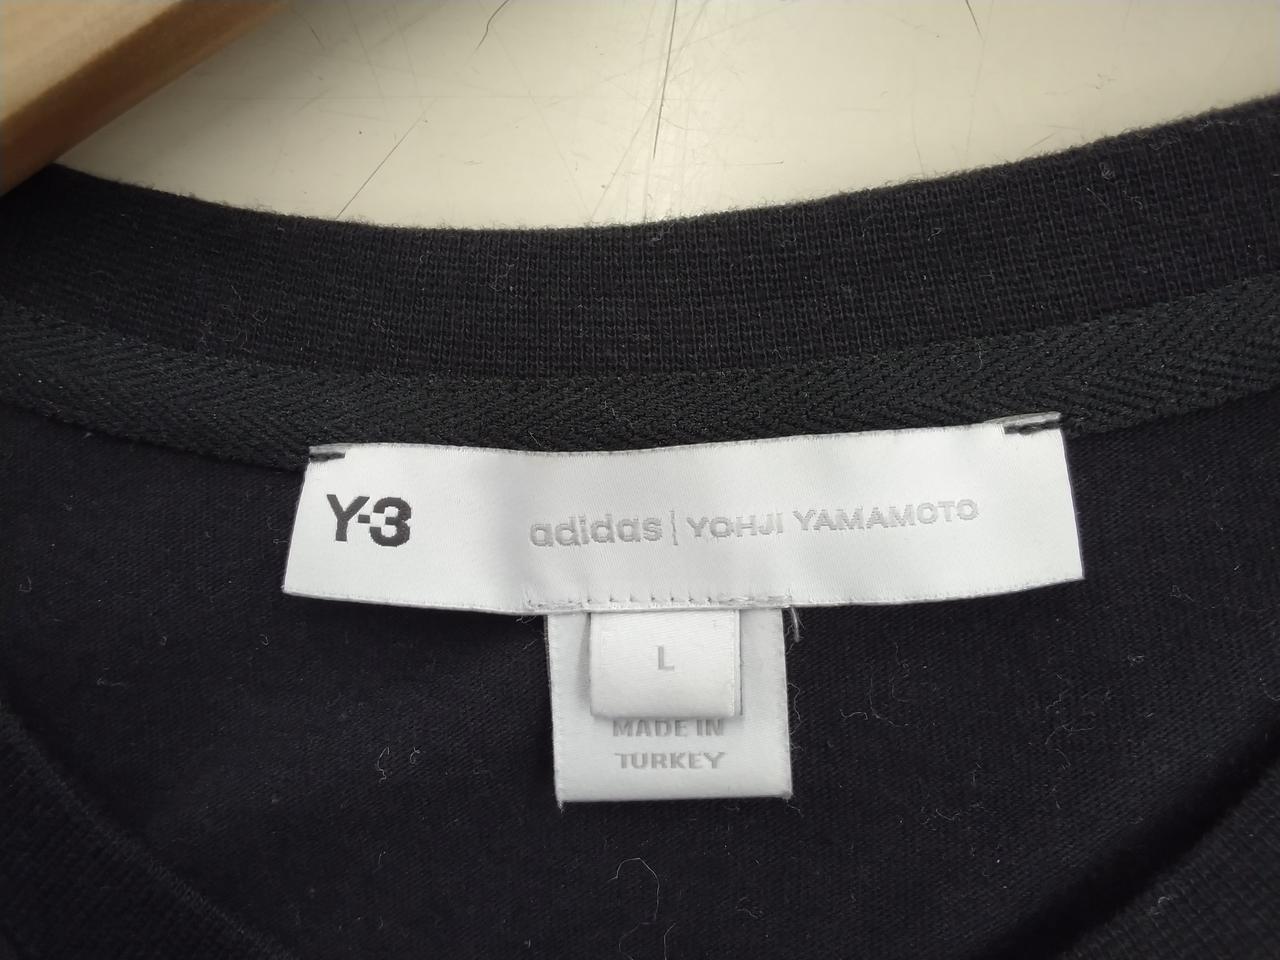 Y-3 adidas | YOHJI YAMAMOTO
L
MADE IN
TURKEY